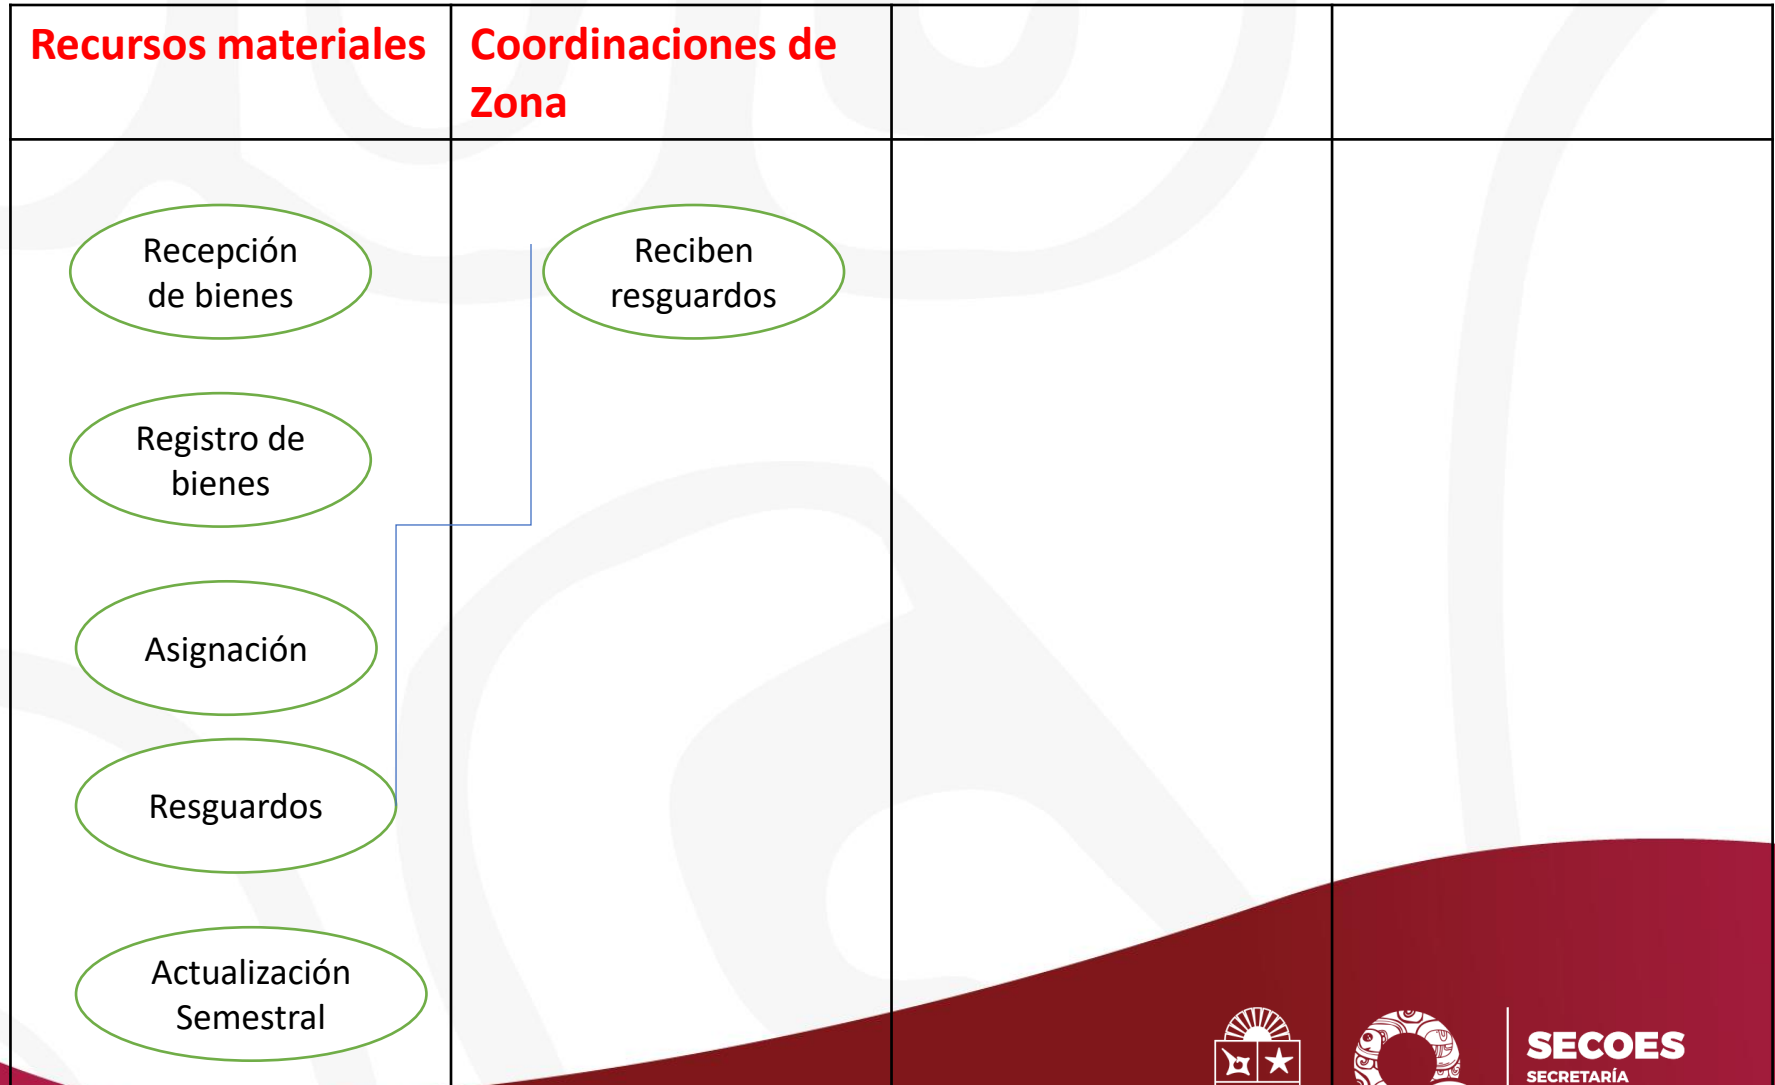 Recursos materiales
Coordinaciones de
Zona
Recepción
de bienes
Reciben
resguardos
Registro de
bienes
Asignación
Resguardos
Actualización
Semestral
SECOES
SECRETARÍA